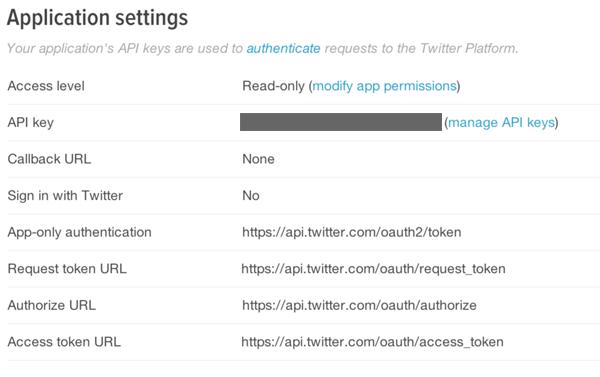 Application settings
Your application's API keys are used to authenticate requests to the Twitter Platform.
Access level Read-only (modify app permissions)
API key (manage API keys)
Callback URL None
Sign in with Twitter No
App-only authentication https://api.twitter.com/oauth2/token
Request token URL https://api.twitter.com/oauth/request_token
Authorize URL https://api.twitter.com/oauth/authorize
Access token URL https://api.twitter.com/oauth/access_token